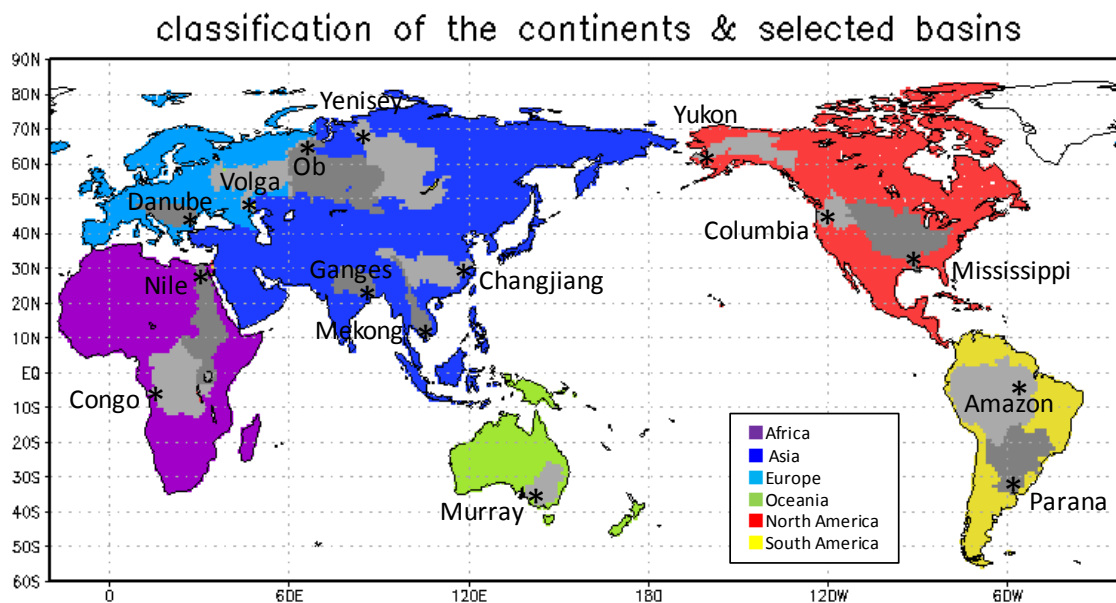 classification of the continents & selected basins
90N
80N
70N
60N
50N
40N
30N
20N
10N
EQ
10S
20S
30S
40S
50S
60S
Yenisey
Yukon
Ob
Volga
Danube
Columbia
Ganges
Changjiang
Mississippi
Nile
Mekong
Congo
Amazon
Murray
Parana
Africa
Asia
Europe
Oceania
North America
South America
0 60E 120E 180 120W 60W